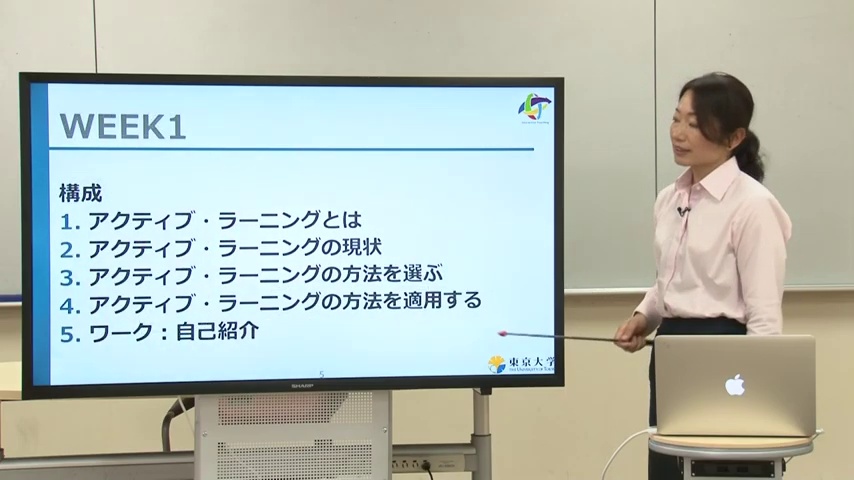 WEEK1
構成
1. アクティブ・ラーニングとは
2. アクティブ・ラーニングの現状
3. アクティブ・ラーニングの方法を選ぶ
4. アクティブ・ラーニングの方法を適用する
5. ワーク：自己紹介
5
東京大学
SHARP